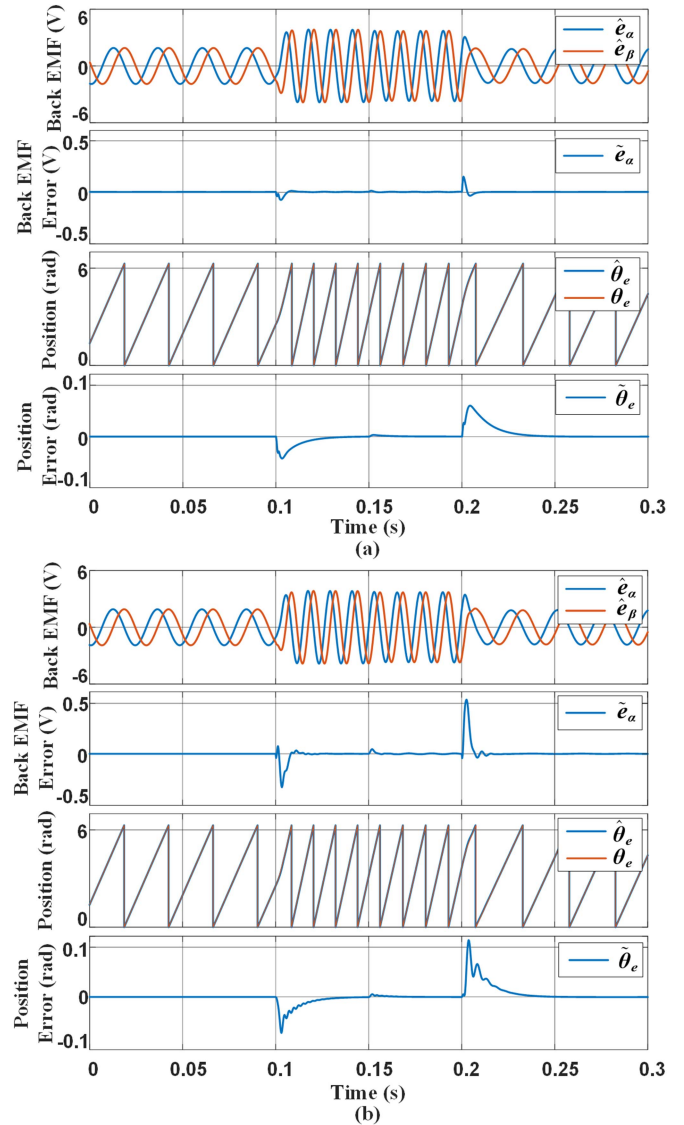 Back EMF (V)
6
0
-6
ê_α
ê_β
Back EMF
Error (V)
0.5
0
-0.5
ẽ_α
Position (rad)
6
0
θ̂_e
θ_e
Position
Error (rad)
0.1
0
-0.1
θ̃_e
0 0.05 0.1 0.15 0.2 0.25 0.3
Time (s)
(a)
Back EMF (V)
6
0
-6
ê_α
ê_β
Back EMF
Error (V)
0.5
0
-0.5
ẽ_α
Position (rad)
6
0
θ̂_e
θ_e
Position
Error (rad)
0.1
0
-0.1
θ̃_e
0 0.05 0.1 0.15 0.2 0.25 0.3
Time (s)
(b)